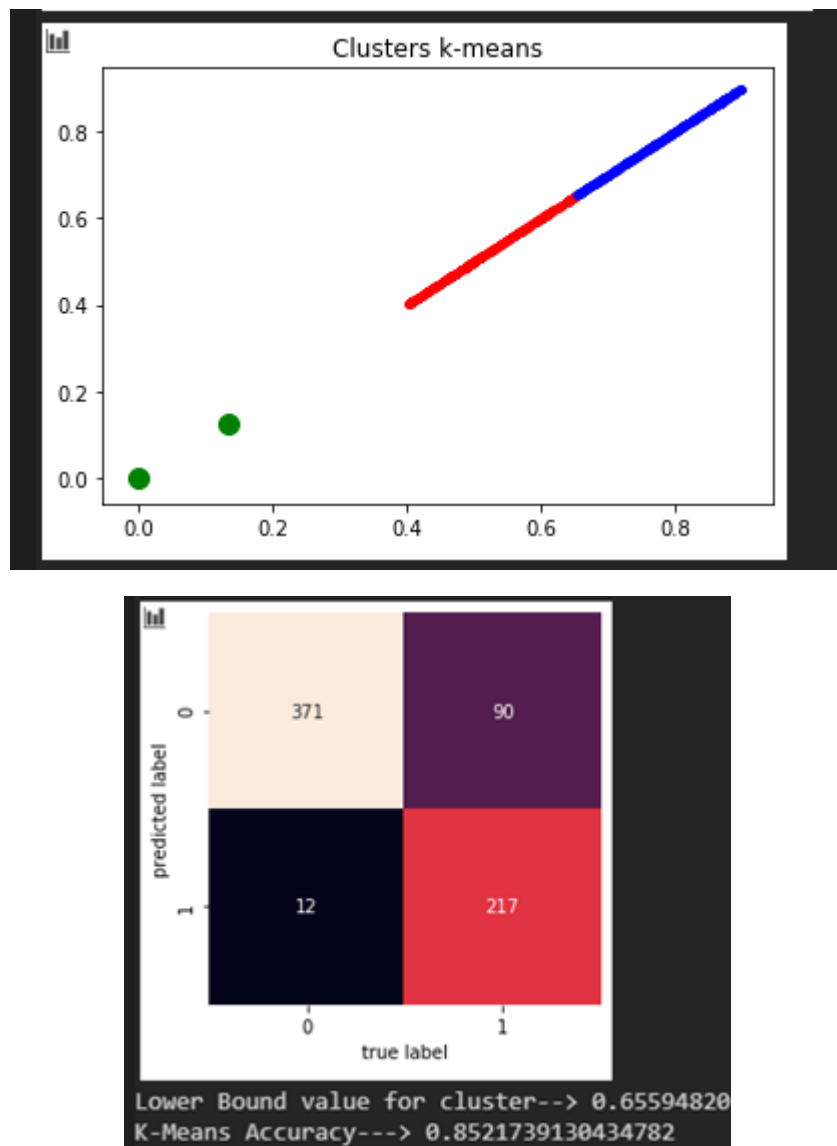 Clusters k-means
0.8
0.6
0.4
0.2
0.0
0.0 0.2 0.4 0.6 0.8
0
371 90
predicted label
1
12 217
0 1
true label
Lower Bound value for cluster--> 0.65594820
K-Means Accuracy---> 0.8521739130434782